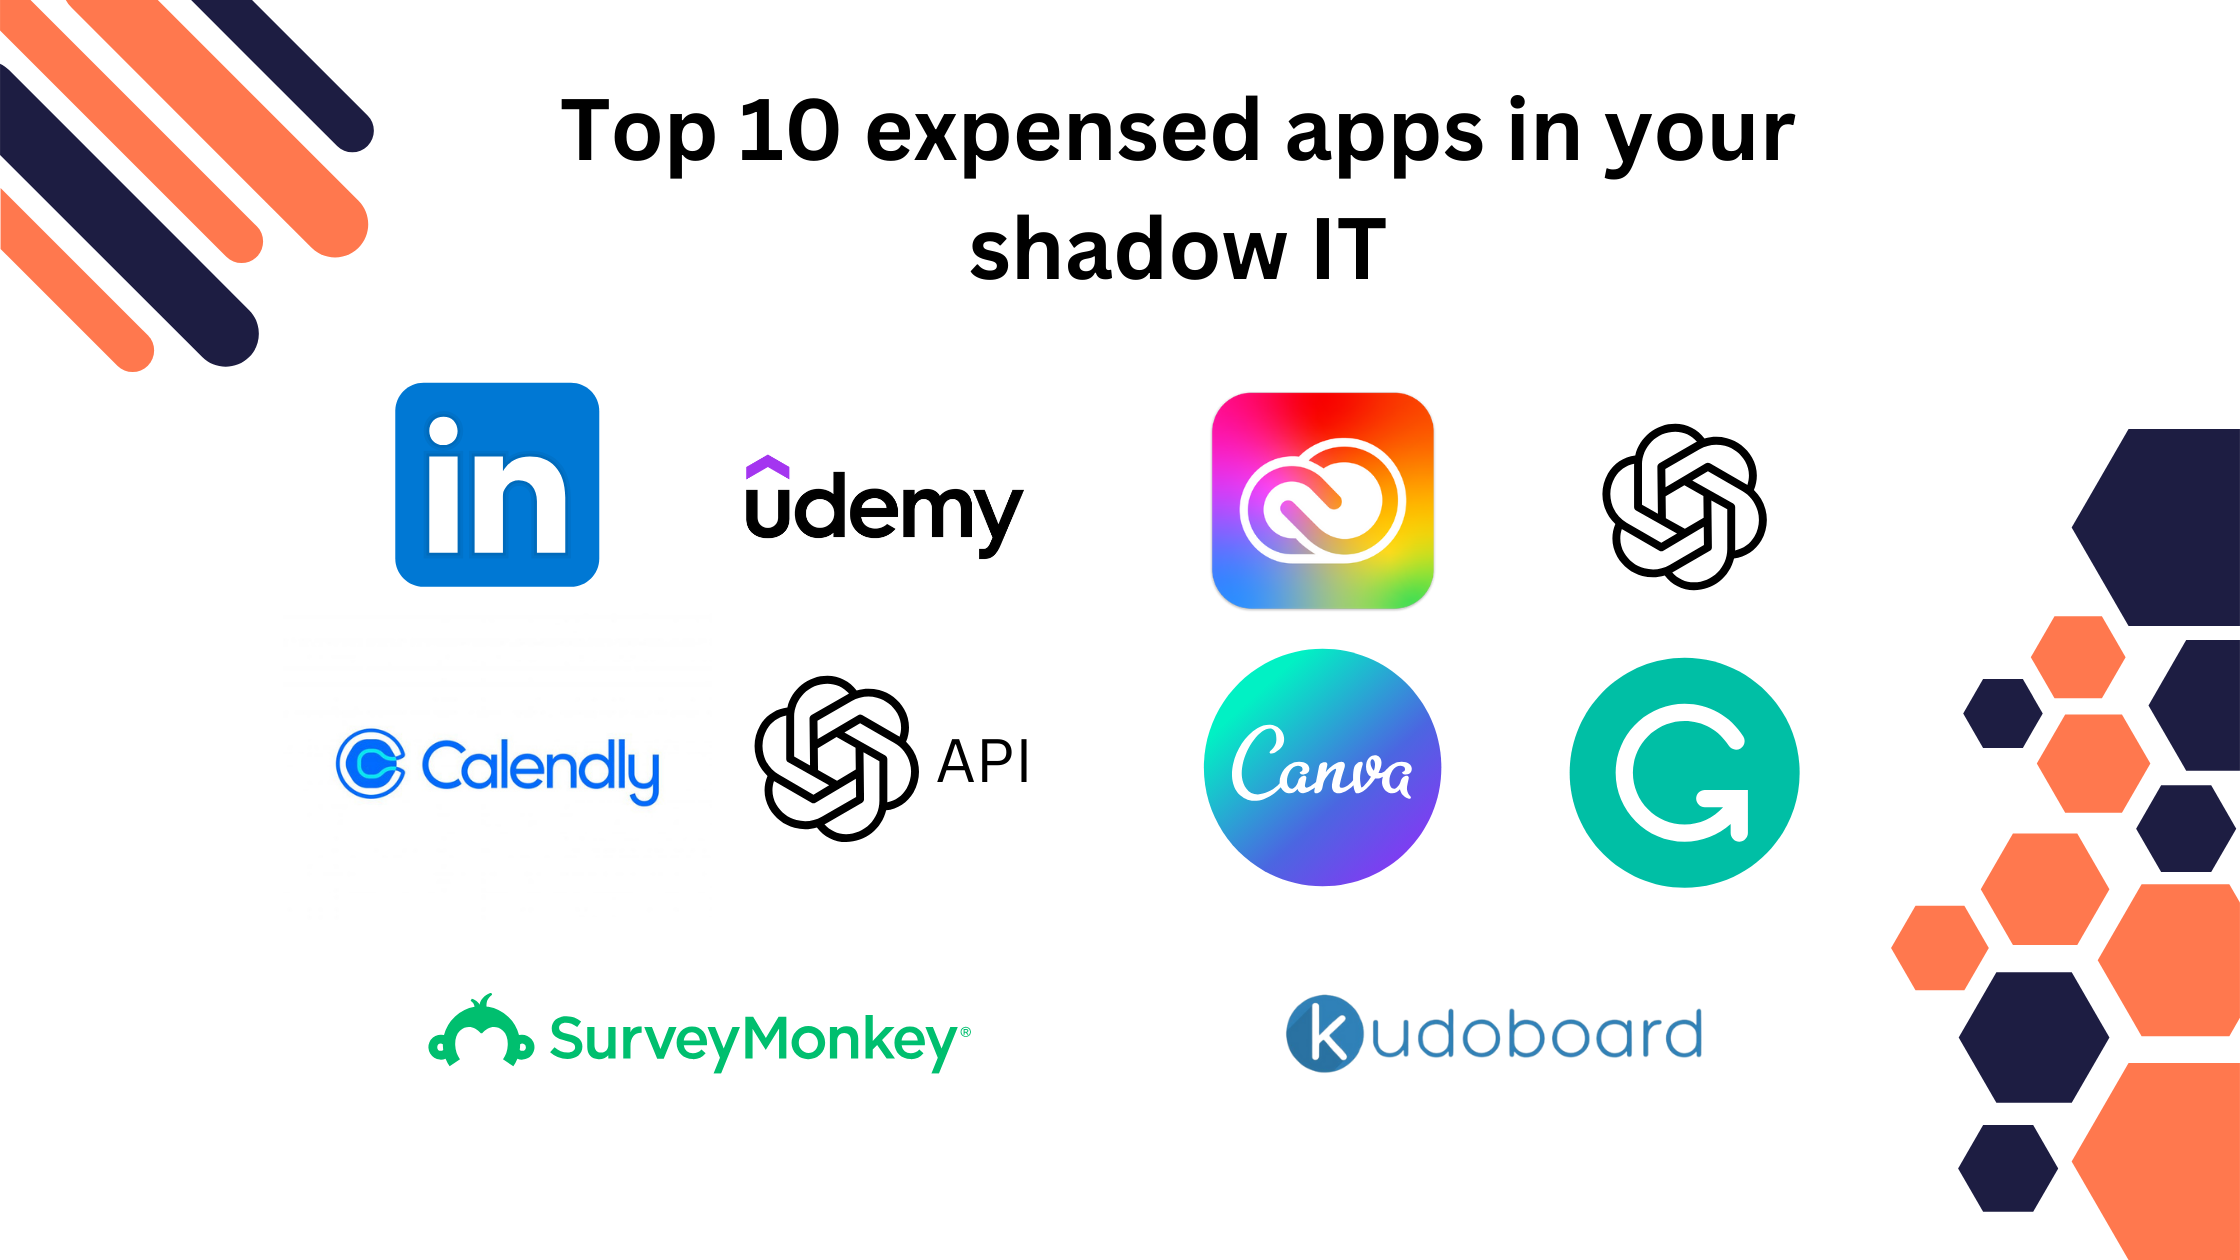 Top 10 expensed apps in your
shadow IT
in
udemy
Calendly
API
Canva
G
SurveyMonkey®
kudoboard